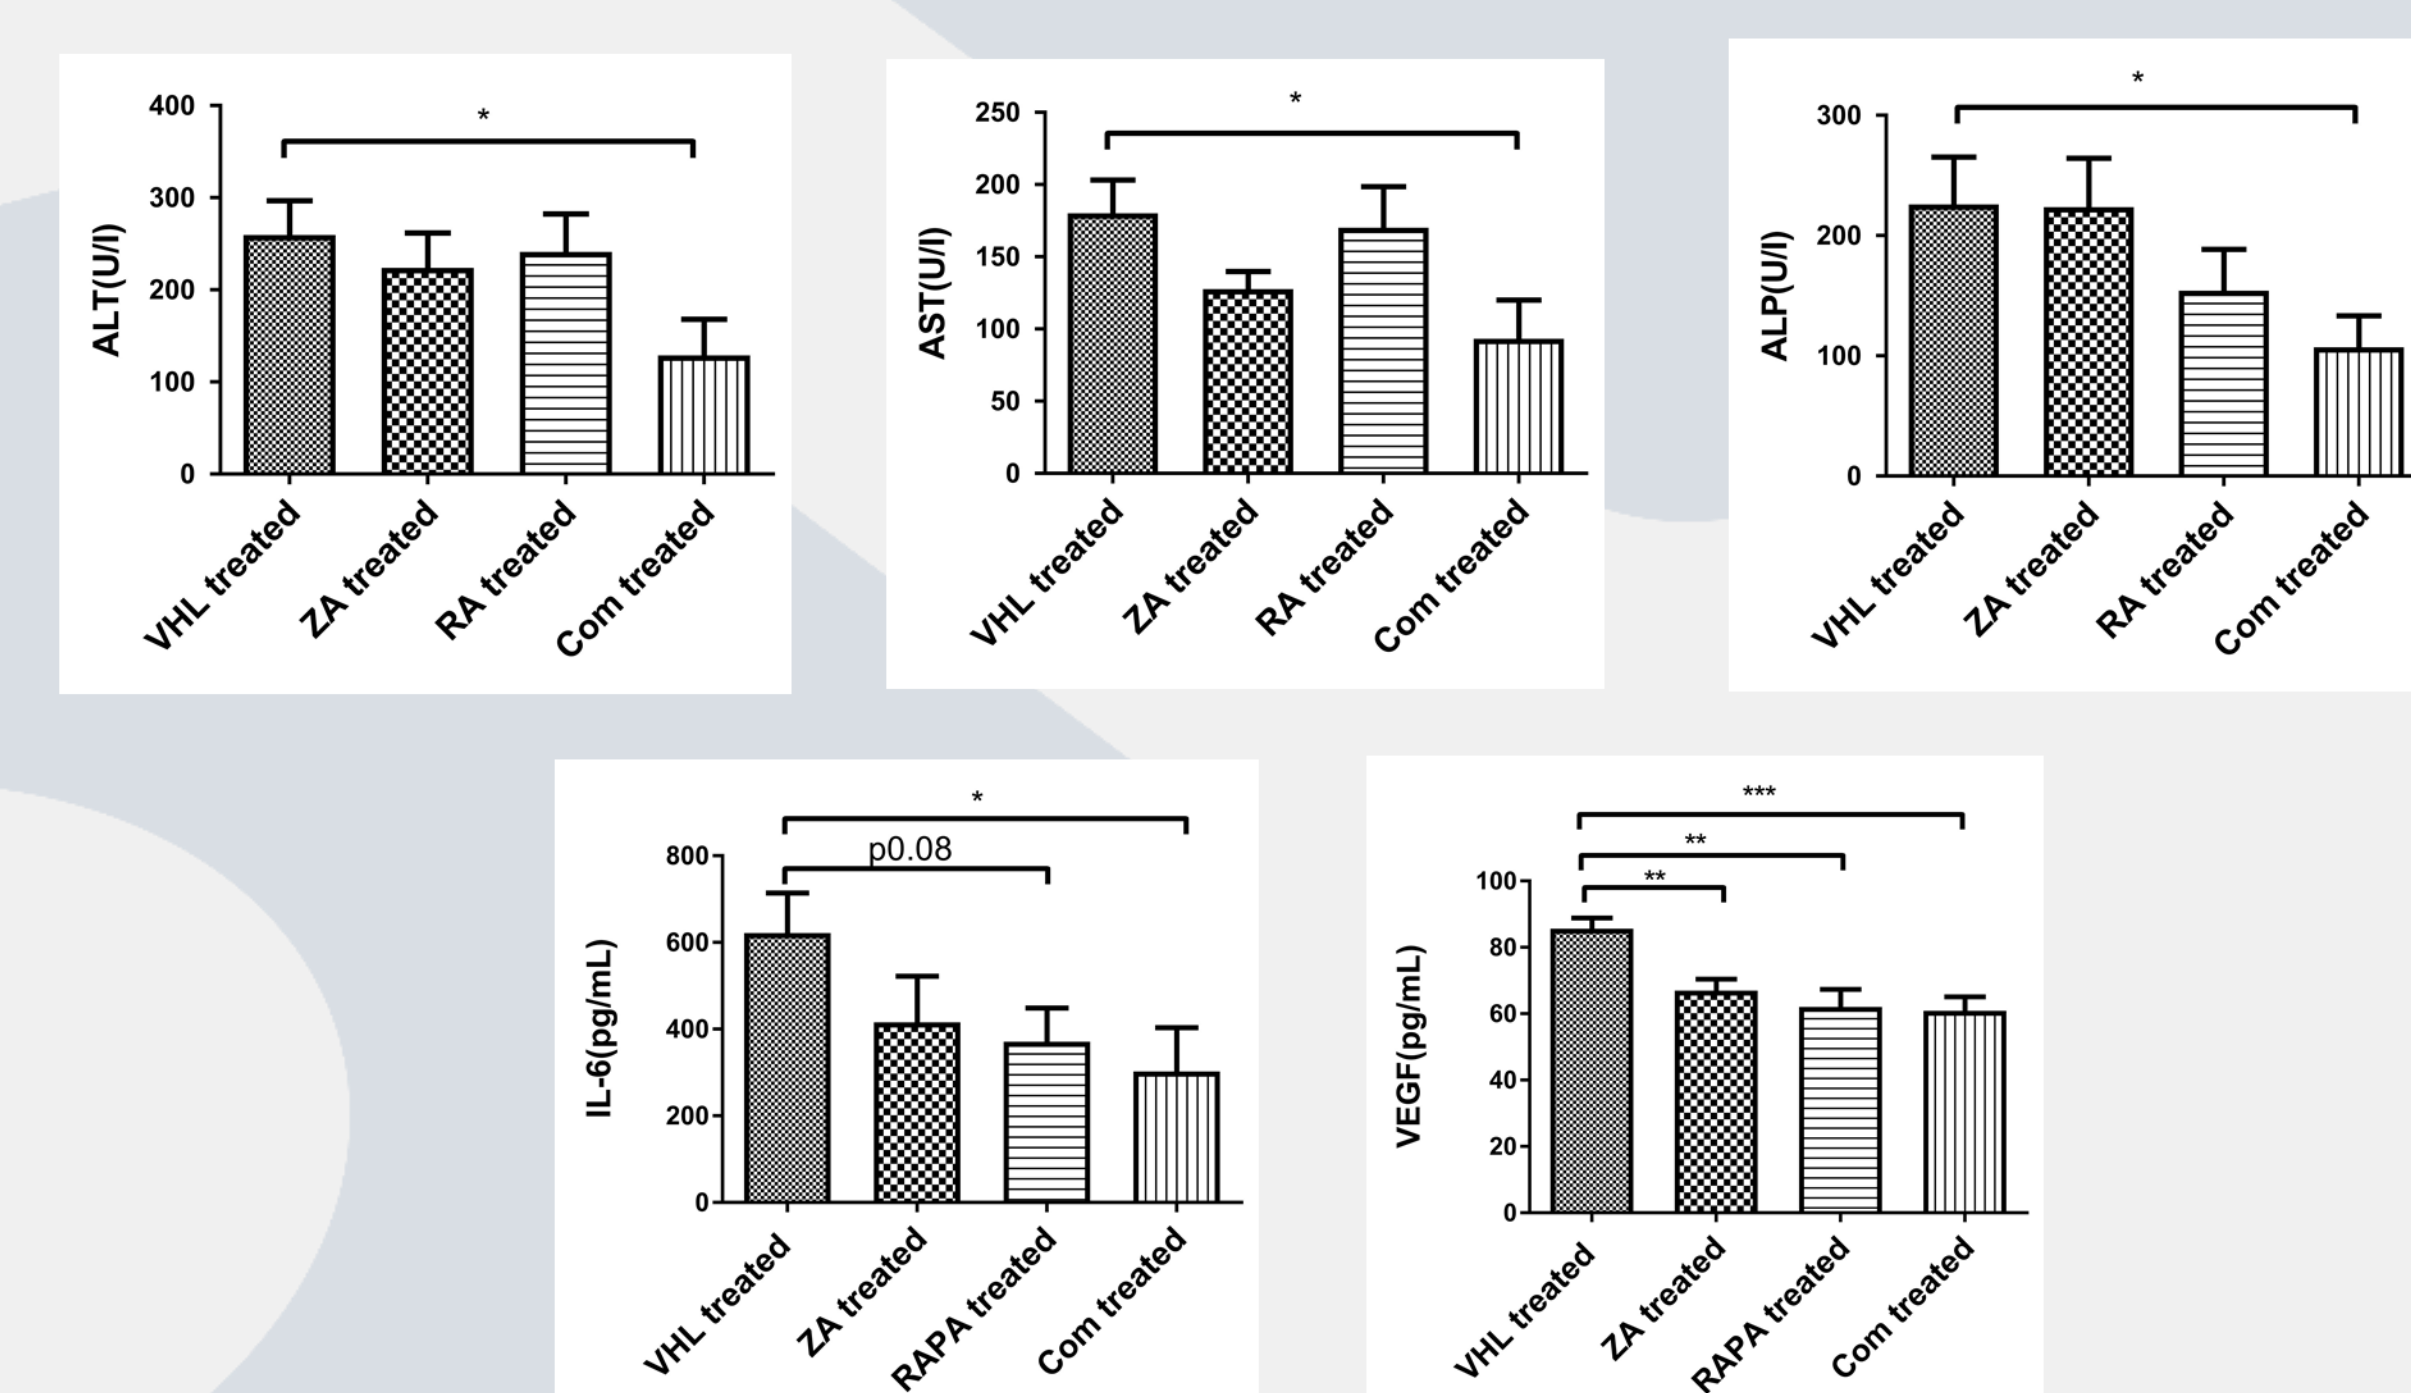 *
400
300
200
100
0
ALT(U/I)
VHL treated
ZA treated
RA treated
Com treated
*
250
200
150
100
50
0
AST(U/I)
VHL treated
ZA treated
RA treated
Com treated
*
300
200
100
0
ALP(U/I)
VHL treated
ZA treated
RA treated
Com treated
*
p0.08
800
600
400
200
0
IL-6(pg/mL)
VHL treated
ZA treated
RAPA treated
Com treated
***
**
**
100
80
60
40
20
0
VEGF(pg/mL)
VHL treated
ZA treated
RAPA treated
Com treated